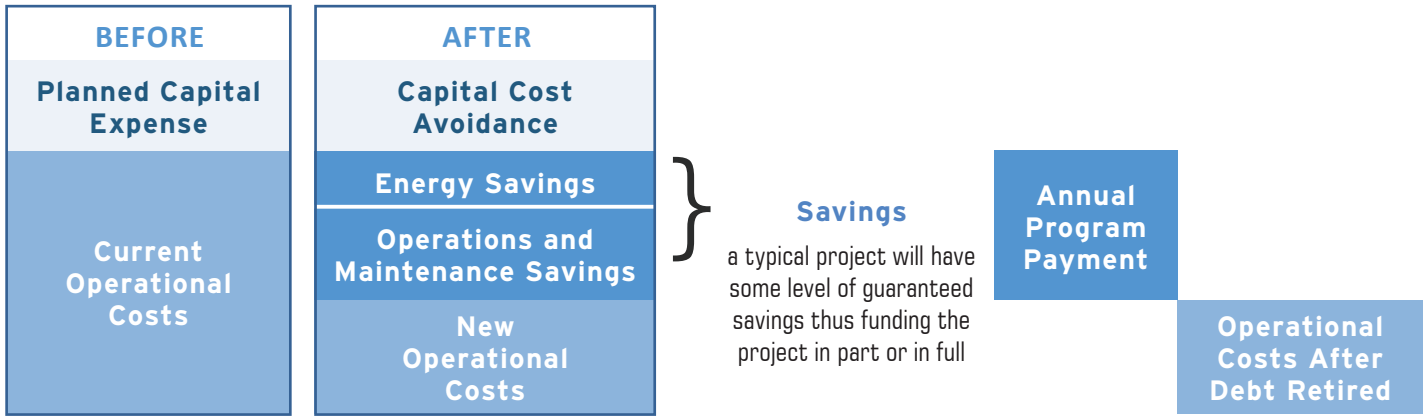 BEFORE
Planned Capital
Expense
Current
Operational
Costs
AFTER
Capital Cost
Avoidance
Energy Savings
Operations and
Maintenance Savings
New
Operational
Costs
}
Savings
a typical project will have
some level of guaranteed
savings thus funding the
project in part or in full
Annual
Program
Payment
Operational
Costs After
Debt Retired